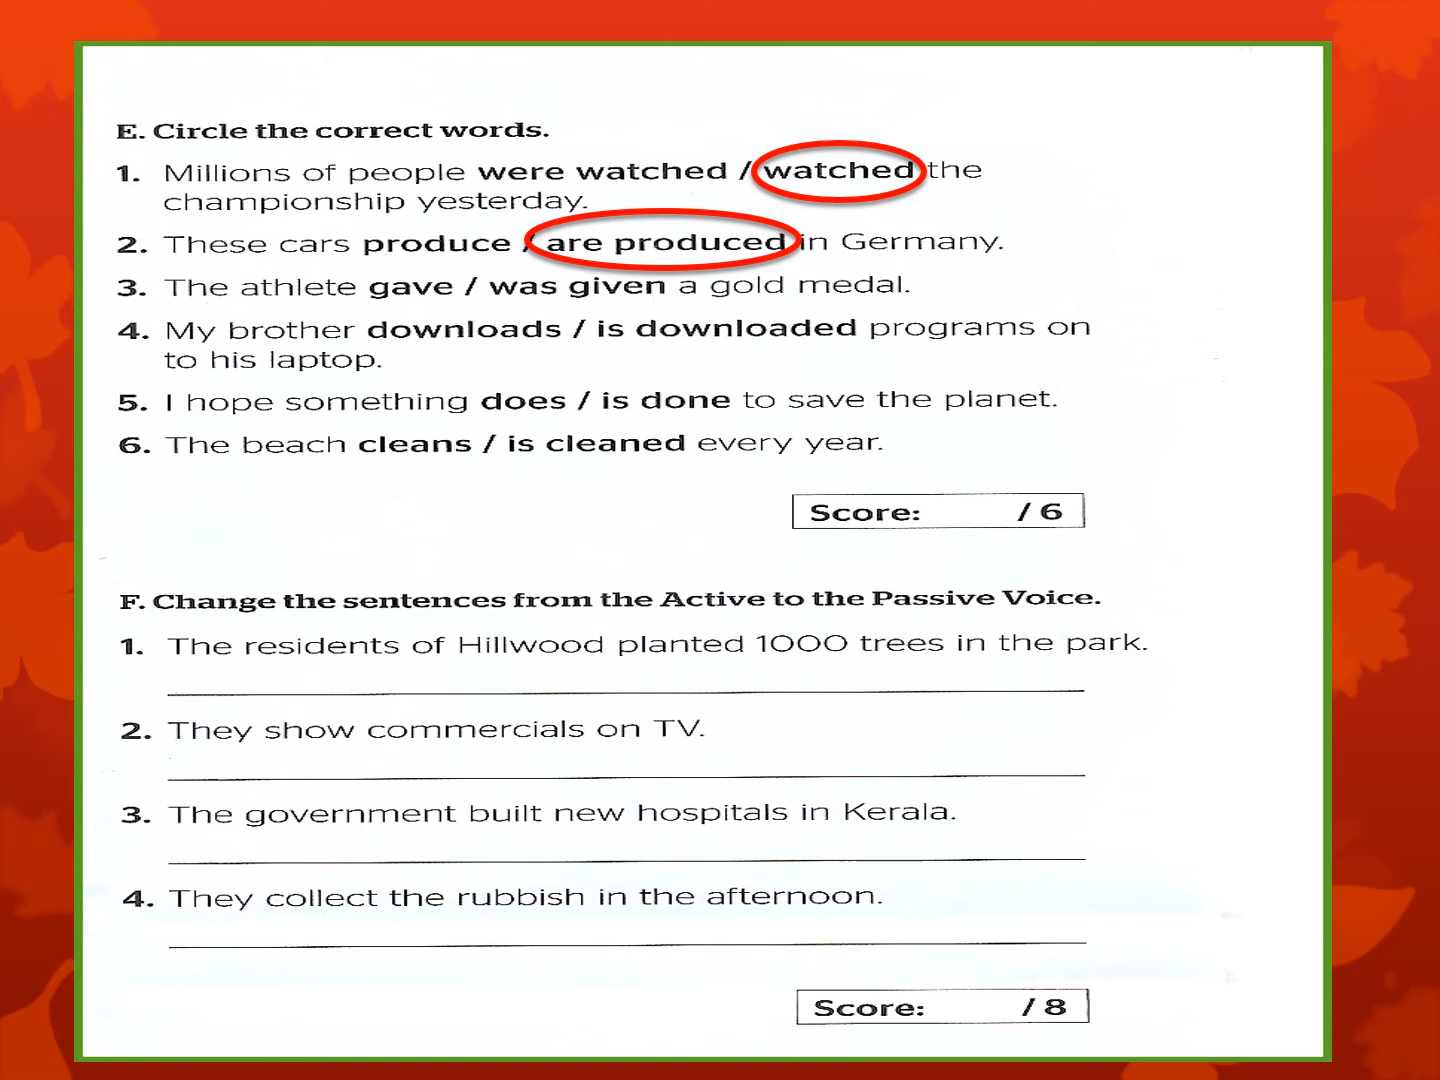 E. Circle the correct words.
1. Millions of people were watched / watched the
championship yesterday.
2. These cars produce / are produced in Germany.
3. The athlete gave / was given a gold medal.
4. My brother downloads / is downloaded programs on
to his laptop.
5. I hope something does / is done to save the planet.
6. The beach cleans / is cleaned every year.
Score: / 6
F. Change the sentences from the Active to the Passive Voice.
1. The residents of Hillwood planted 1000 trees in the park.
2. They show commercials on TV.
3. The government built new hospitals in Kerala.
4. They collect the rubbish in the afternoon.
Score: / 8